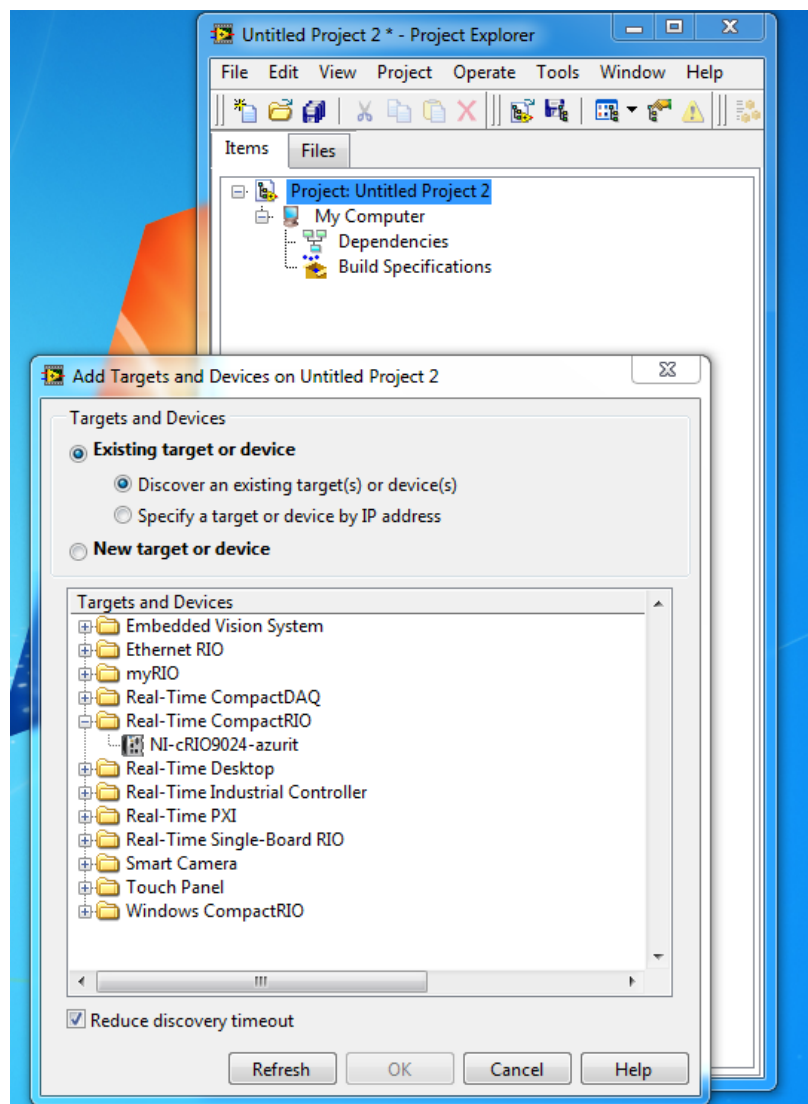 Untitled Project 2 * - Project Explorer
File Edit View Project Operate Tools Window Help
Items Files
Project: Untitled Project 2
My Computer
Dependencies
Build Specifications
Add Targets and Devices on Untitled Project 2
Targets and Devices
Existing target or device
Discover an existing target(s) or device(s)
Specify a target or device by IP address
New target or device
Targets and Devices
Embedded Vision System
Ethernet RIO
myRIO
Real-Time CompactDAQ
Real-Time CompactRIO
NI-cRIO9024-azurit
Real-Time Desktop
Real-Time Industrial Controller
Real-Time PXI
Real-Time Single-Board RIO
Smart Camera
Touch Panel
Windows CompactRIO
Reduce discovery timeout
Refresh OK Cancel Help